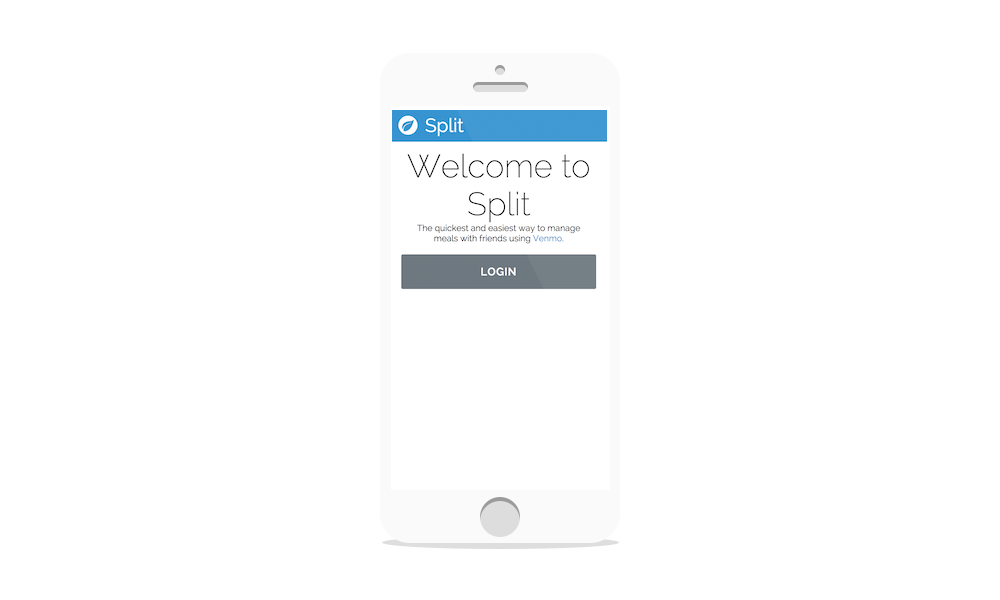 Split
Welcome to
Split
The quickest and easiest way to manage
meals with friends using Venmo.
LOGIN